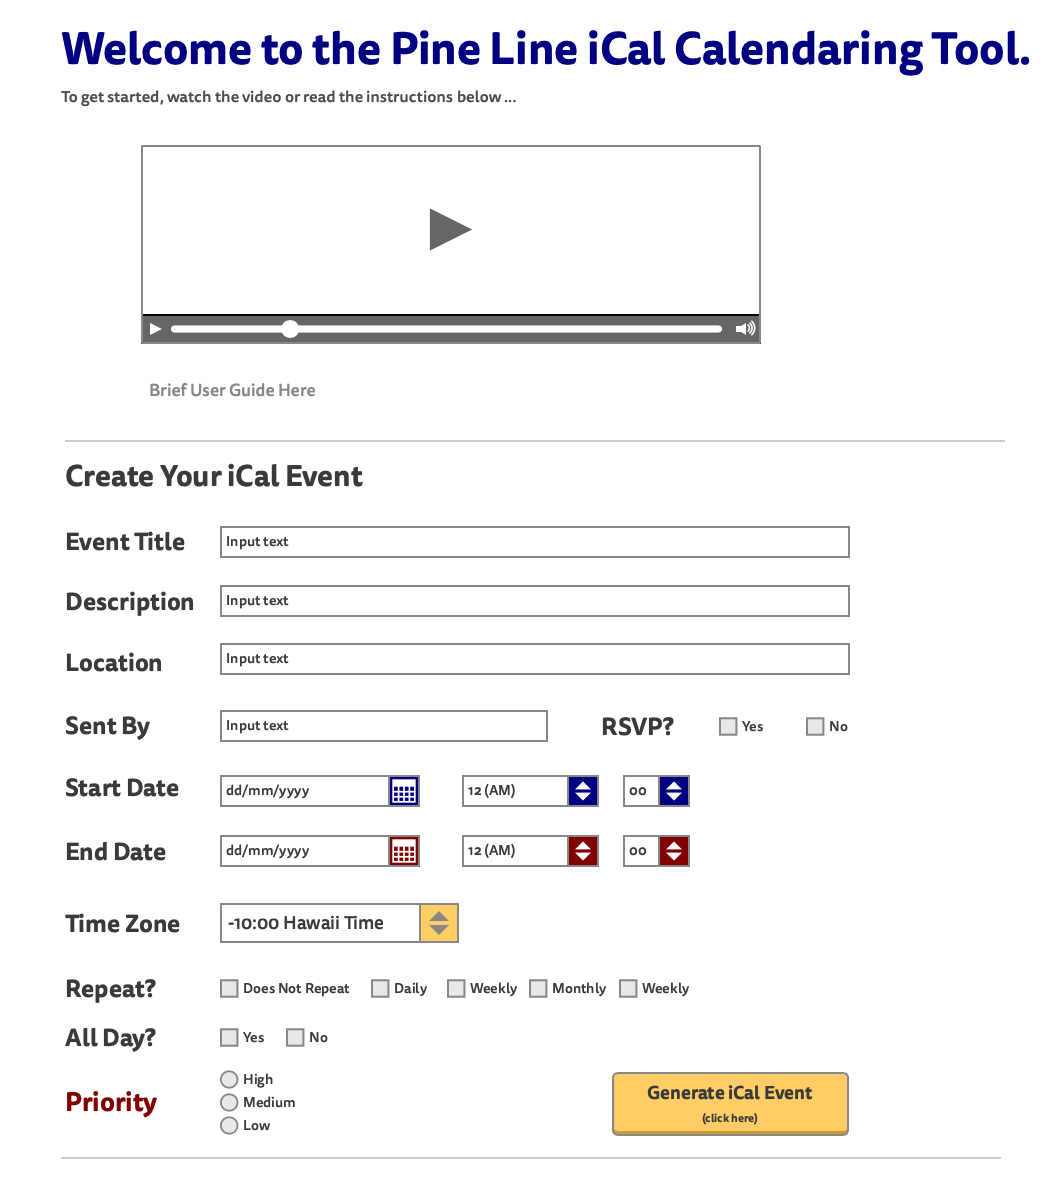 Welcome to the Pine Line iCal Calendaring Tool.
To get started, watch the video or read the instructions below ...
Brief User Guide Here
Create Your iCal Event
Event Title Input text
Description Input text
Location Input text
Sent By Input text RSVP? Yes No
Start Date dd/mm/yyyy 12 (AM) 00
End Date dd/mm/yyyy 12 (AM) 00
Time Zone -10:00 Hawaii Time
Repeat? Does Not Repeat Daily Weekly Monthly Weekly
All Day? Yes No
High
Priority Medium
Low
Generate iCal Event
(click here)